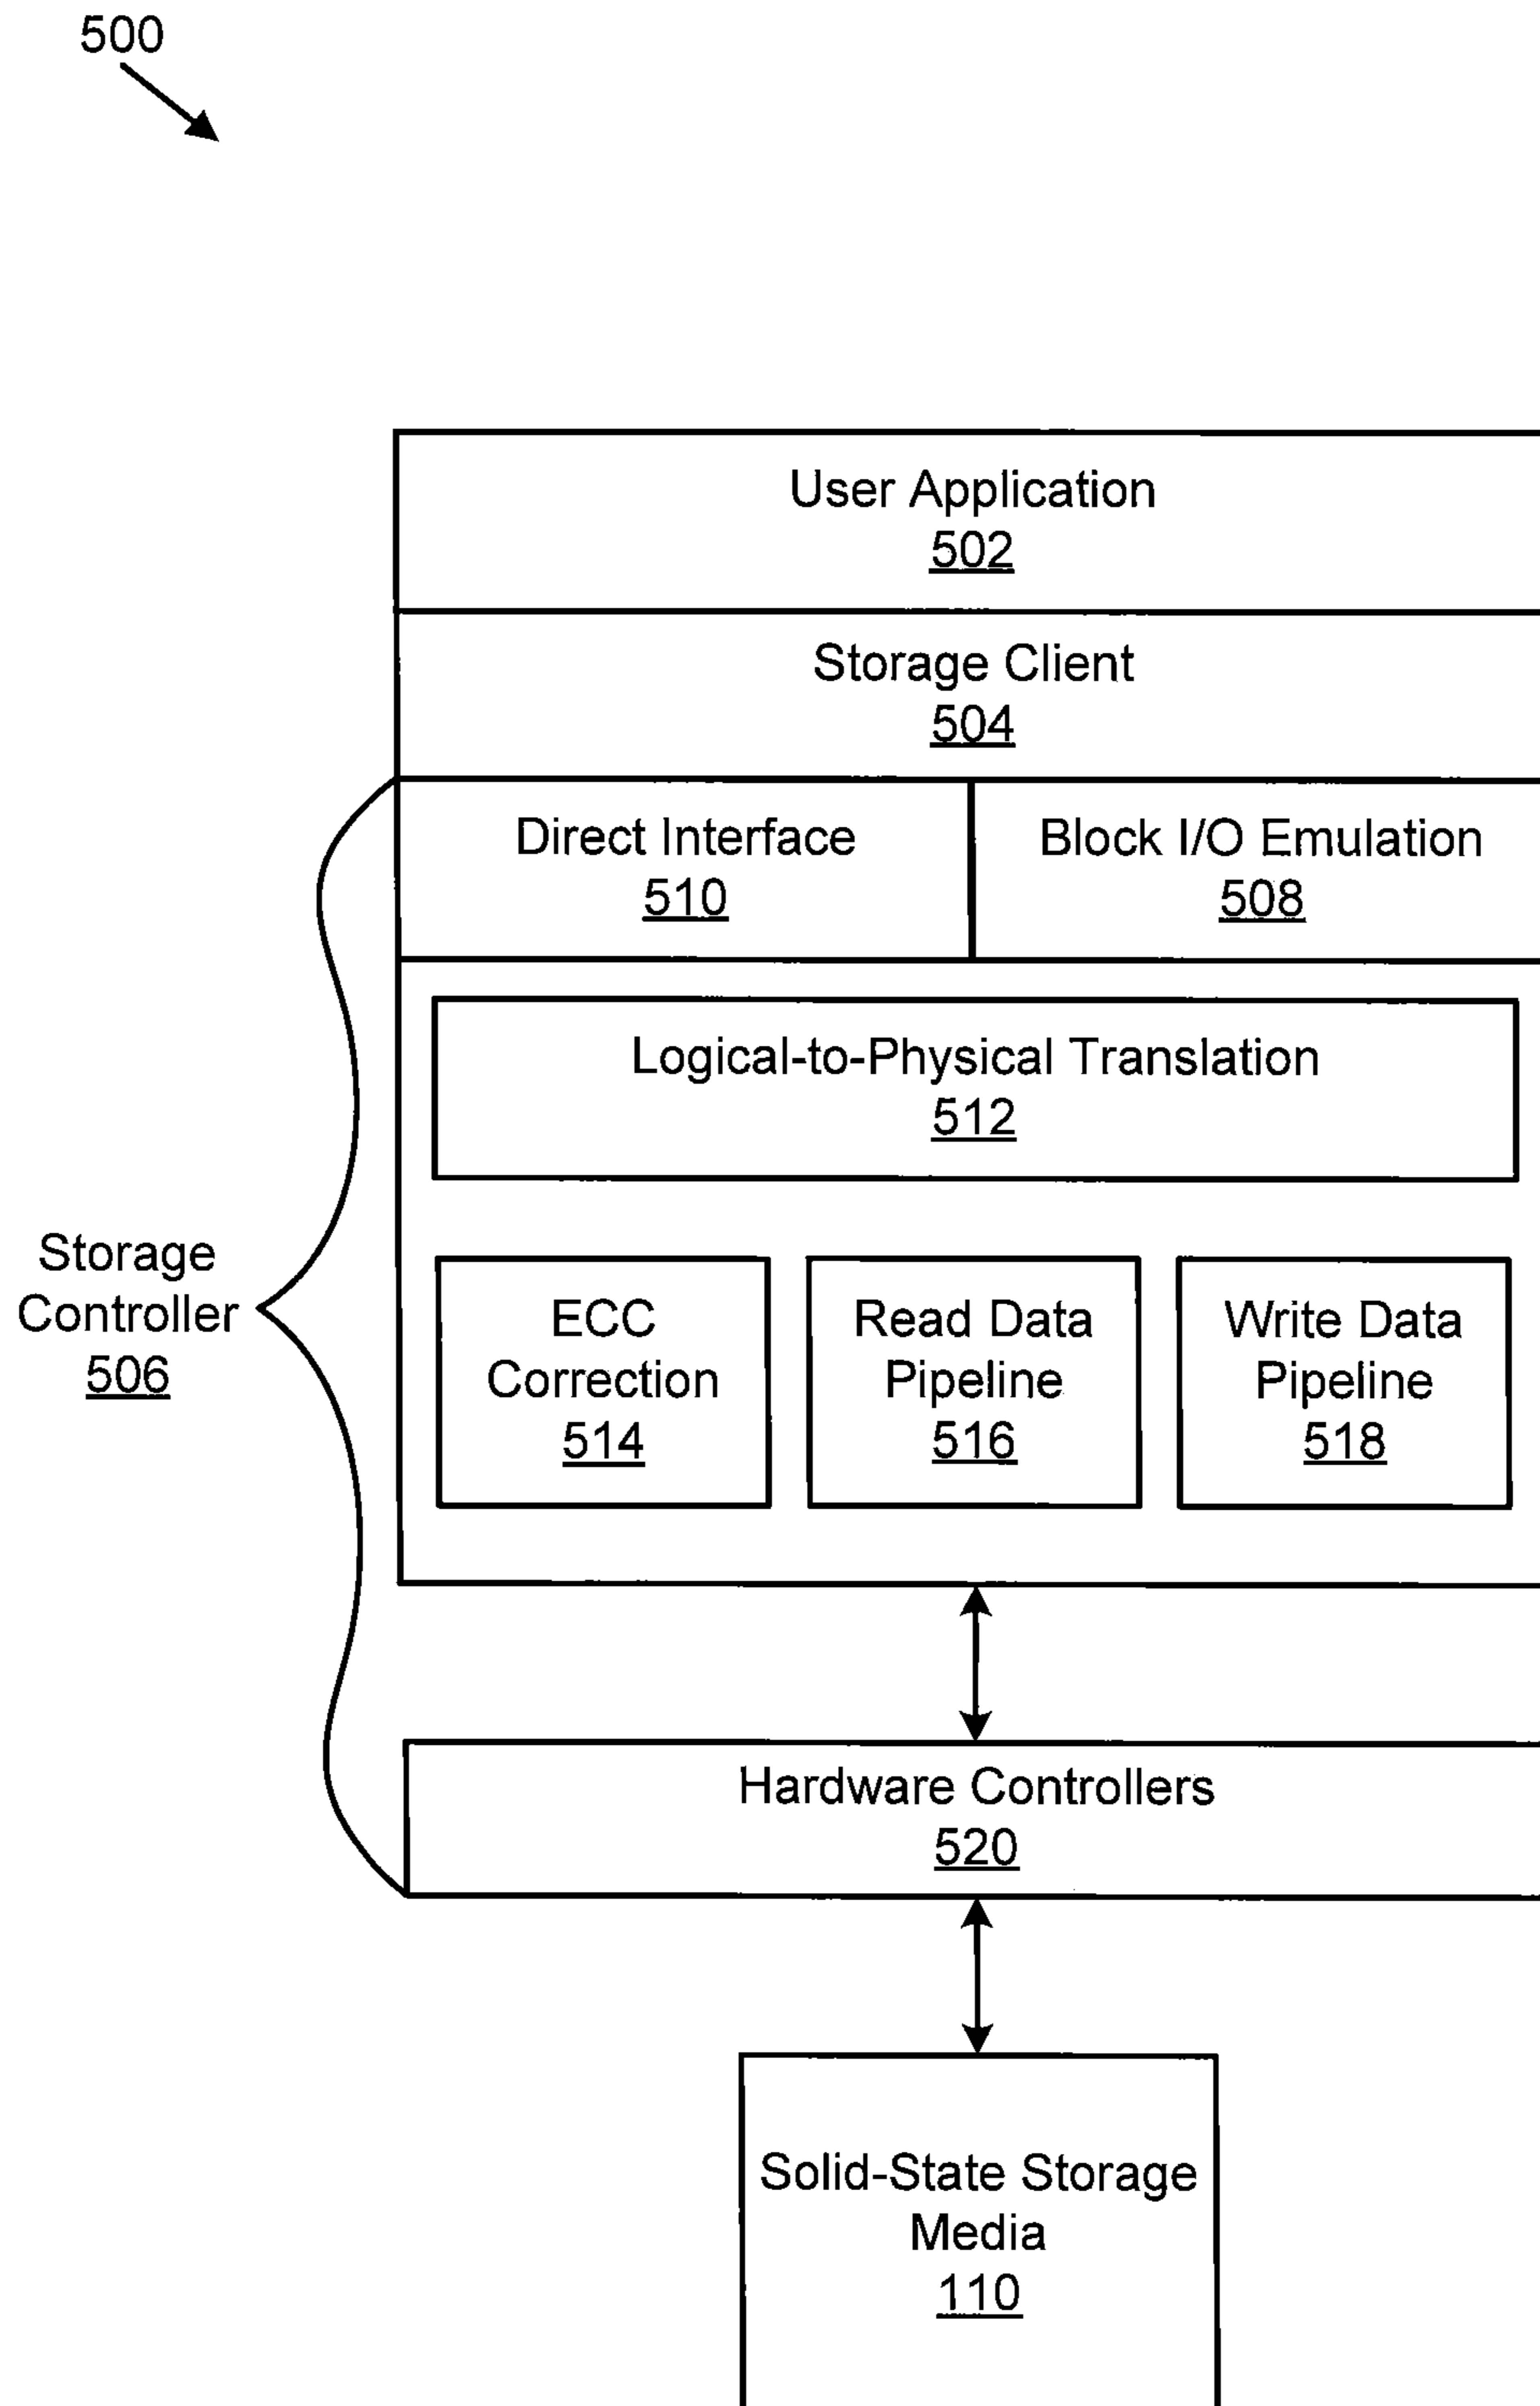 500
User Application
502
Storage Client
504
Direct Interface
510
Block I/O Emulation
508
Logical-to-Physical Translation
512
Storage
Controller
506
ECC
Correction
514
Read Data
Pipeline
516
Write Data
Pipeline
518
Hardware Controllers
520
Solid-State Storage
Media
110